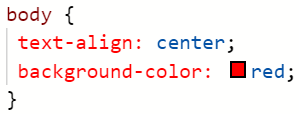 body {
 text-align: center;
 background-color: red;
}